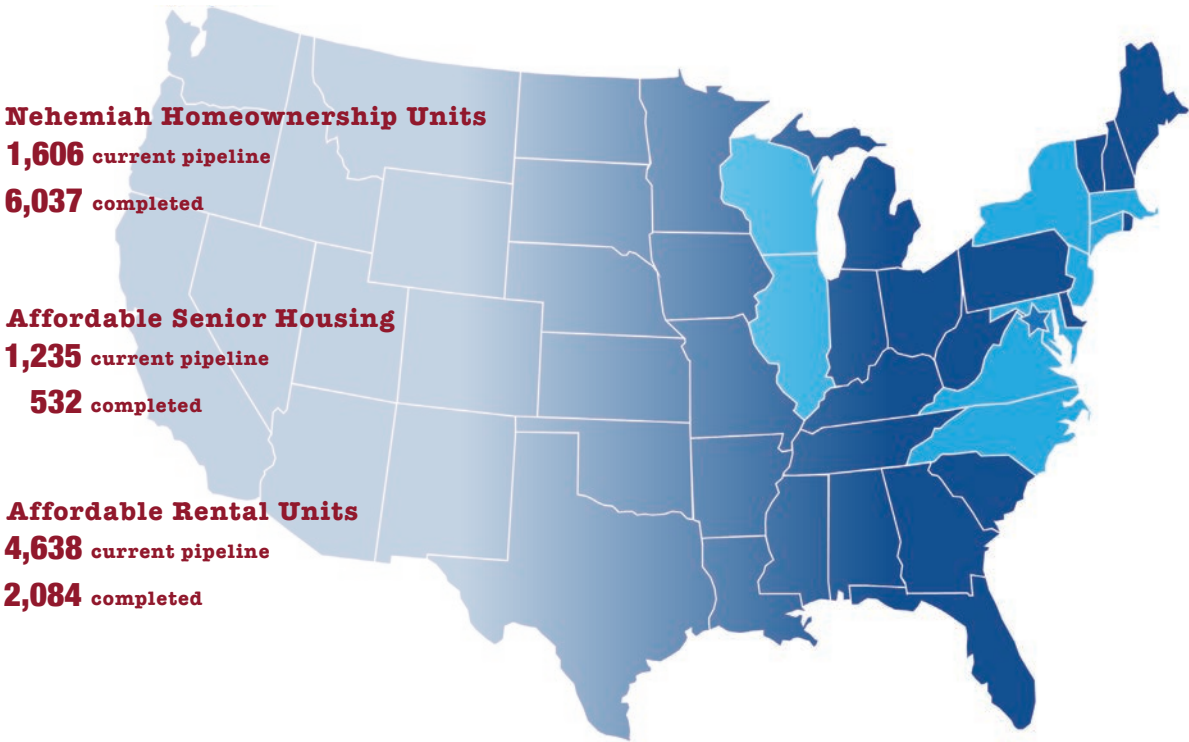 Nehemiah Homeownership Units
1,606 current pipeline
6,037 completed
Affordable Senior Housing
1,235 current pipeline
532 completed
Affordable Rental Units
4,638 current pipeline
2,084 completed